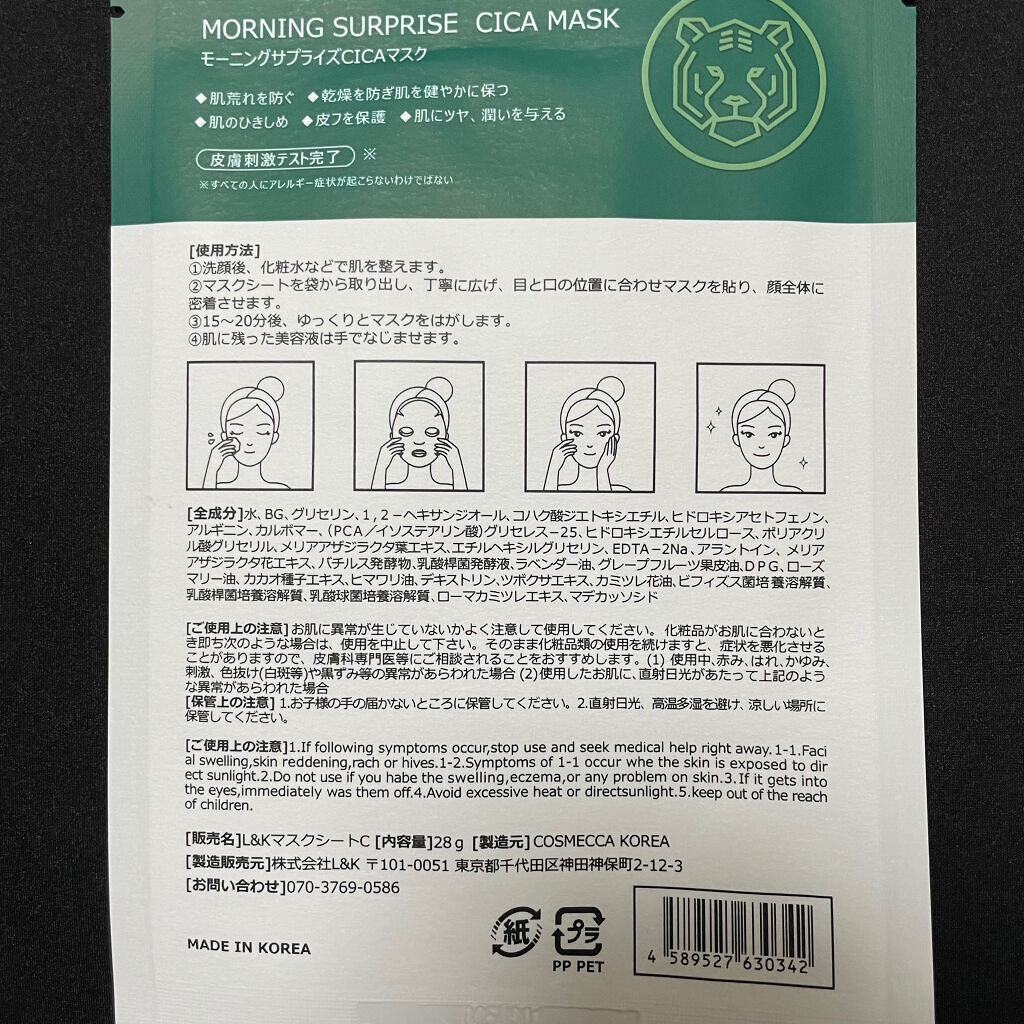 MORNING SURPRISE CICA MASK
モーニングサプライズCICAマスク
◆肌荒れを防ぐ ◆乾燥を防ぎ肌を健やかに保つ
◆肌のひきしめ ◆皮フを保護 ◆肌にツヤ、潤いを与える
皮膚刺激テスト完了 ※
※すべての人にアレルギー症状が起こらないわけではない
[使用方法]
①洗顔後、化粧水などで肌を整えます。
②マスクシートを袋から取り出し、丁寧に広げ、目と口の位置に合わせマスクを貼り、顔全体に
密着させます。
③15～20分後、ゆっくりとマスクをはがします。
④肌に残った美容液は手でなじませます。
[全成分]水、BG、グリセリン、1,2－ヘキサンジオール、コハク酸ジエトキシエチル、ヒドロキシアセトフェノン、
アルギニン、カルボマー、（PCA／イソステアリン酸）グリセレス－25、ヒドロキシエチルセルロース、ポリアクリ
ル酸グリセリル、メリアアザジラクタ葉エキス、エチルヘキシルグリセリン、EDTA－2Na、アラントイン、メリア
アザジラクタ花エキス、バチルス発酵物、乳酸桿菌発酵液、ラベンダー油、グレープフルーツ果皮油、DPG、ローズ
マリー油、カカオ種子エキス、ヒマワリ油、デキストリン、ツボクサエキス、カミツレ花油、ビフィズス菌培養溶解質、
乳酸桿菌培養溶解質、乳酸球菌培養溶解質、ローマカミツレエキス、マデカッソシド
[ご使用上の注意]お肌に異常が生じていないかよく注意して使用してください。化粧品がお肌に合わないと
き即ち次のような場合は、使用を中止して下さい。そのまま化粧品類の使用を続けますと、症状を悪化させる
ことがありますので、皮膚科専門医等にご相談されることをおすすめします。(1) 使用中、赤み、はれ、かゆみ、
刺激、色抜け(白斑等)や黒ずみ等の異常があらわれた場合 (2)使用したお肌に、直射日光があたって上記のよう
な異常があらわれた場合
[保管上の注意] 1.お子様の手の届かないところに保管してください。2.直射日光、高温多湿を避け、涼しい場所に
保管してください。
[ご使用上の注意]1.If following symptoms occur,stop use and seek medical help right away. 1-1.Faci
al swelling,skin reddening,rach or hives.1-2.Symptoms of 1-1 occur whe the skin is exposed to dir
ect sunlight.2.Do not use if you habe the swelling,eczema,or any problem on skin.3.If it gets into
the eyes,immediately was them off.4.Avoid excessive heat or directsunlight.5.keep out of the reach
of children.
[販売名]L&KマスクシートC [内容量]28g [製造元] COSMECCA KOREA
[製造販売元]株式会社L&K 〒101-0051 東京都千代田区神田神保町2-12-3
[お問い合わせ]070-3769-0586
MADE IN KOREA
紙 プラ
PP PET
4 589527 630342